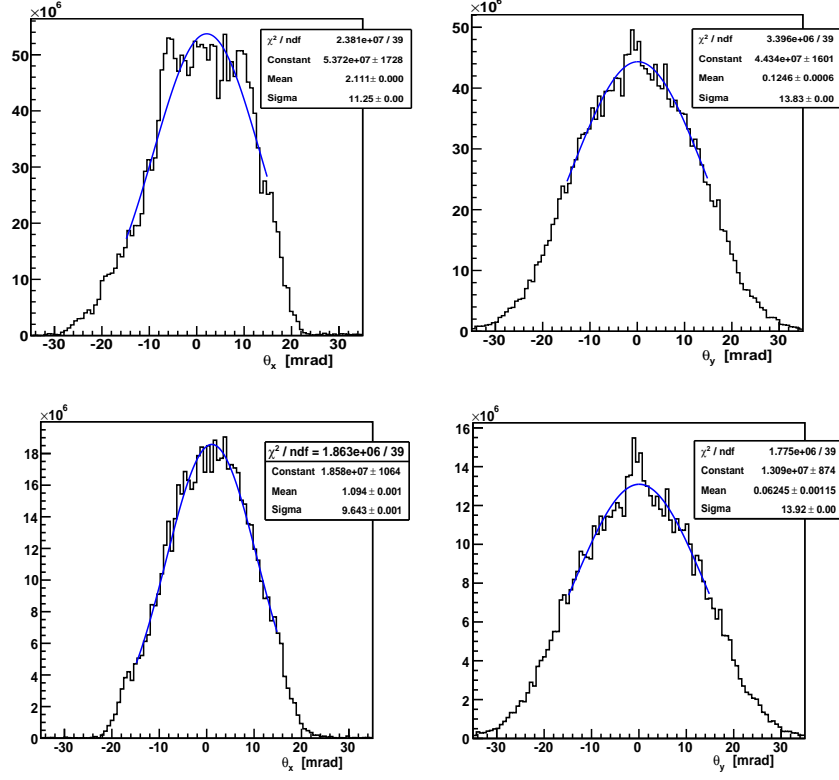 ×10⁶
50
40
30
20
10
0
-30 -20 -10 0 10 20 30
θx [mrad]
χ² / ndf 2.381e+07 / 39
Constant 5.372e+07 ± 1728
Mean 2.111± 0.000
Sigma 11.25 ± 0.00
×10⁶
50
40
30
20
10
0
-30 -20 -10 0 10 20 30
θy [mrad]
χ² / ndf 3.396e+06 / 39
Constant 4.434e+07 ± 1601
Mean 0.1246 ± 0.0006
Sigma 13.83 ± 0.00
×10⁶
18
16
14
12
10
8
6
4
2
0
-30 -20 -10 0 10 20 30
θx [mrad]
χ² / ndf = 1.863e+06 / 39
Constant 1.858e+07 ± 1064
Mean 1.094 ± 0.001
Sigma 9.643 ± 0.001
×10⁶
16
14
12
10
8
6
4
2
0
-30 -20 -10 0 10 20 30
θy [mrad]
χ² / ndf 1.775e+06 / 39
Constant 1.309e+07 ± 874
Mean 0.06245 ± 0.00115
Sigma 13.92 ± 0.00